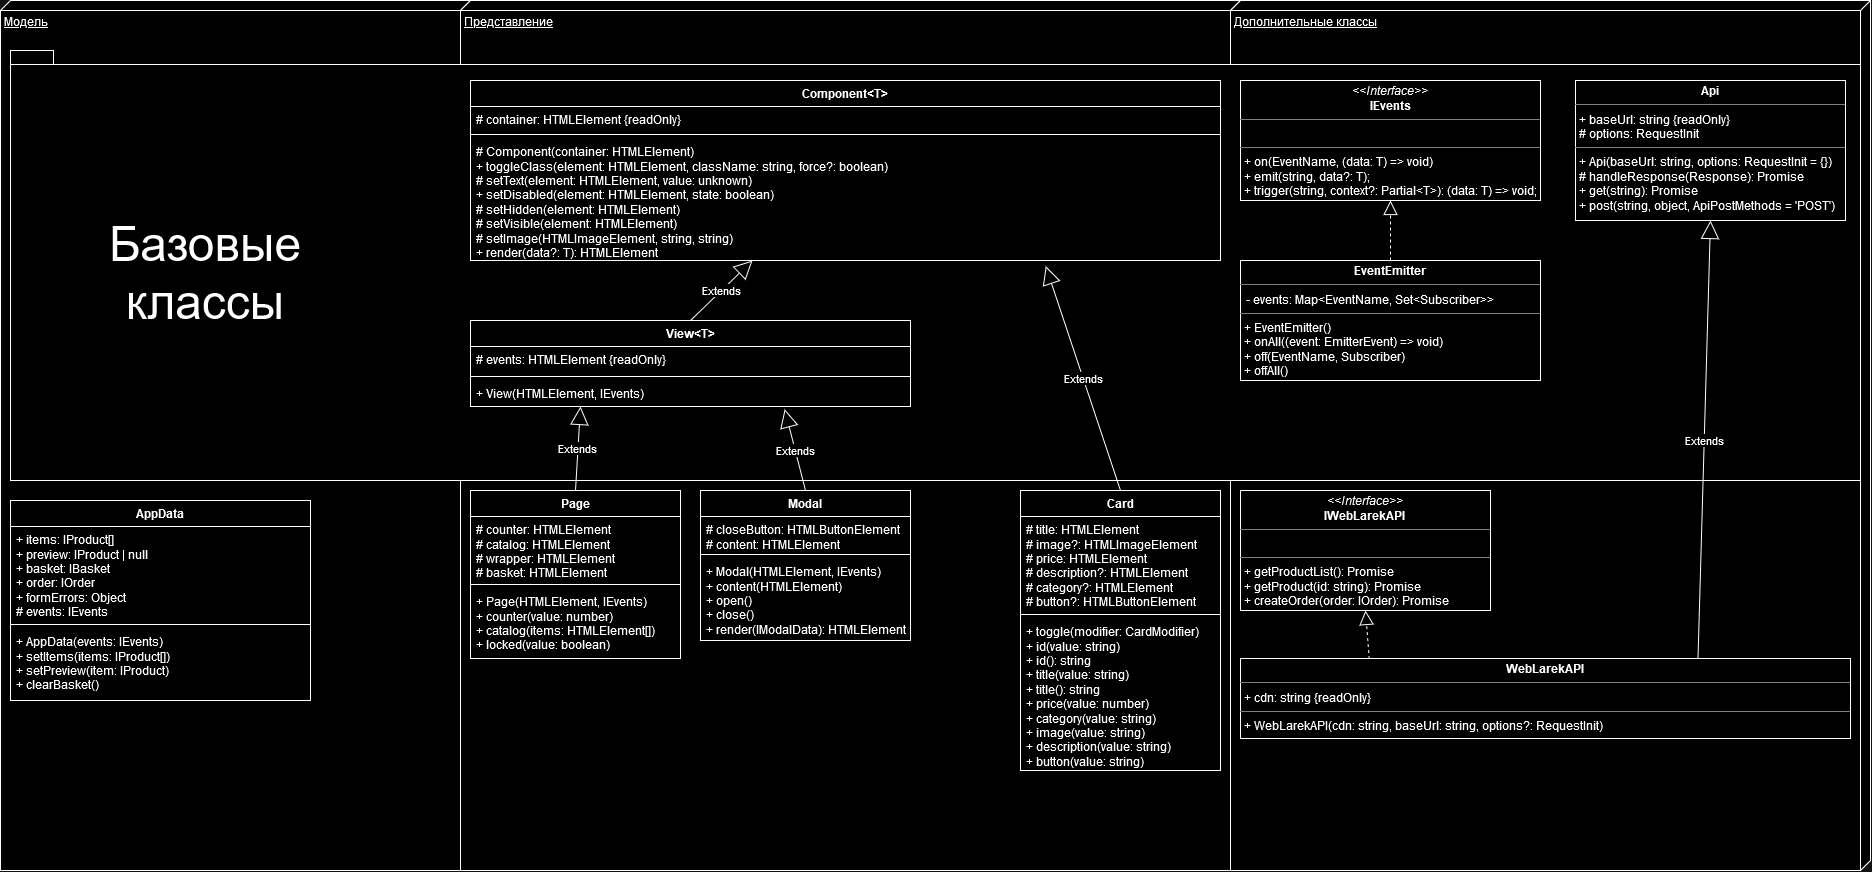 Модель
Представление
Дополнительные классы
Базовые
классы
Component<T>
# container: HTMLElement {readOnly}
# Component(container: HTMLElement)
+ toggleClass(element: HTMLElement, className: string, force?: boolean)
# setText(element: HTMLElement, value: unknown)
+ setDisabled(element: HTMLElement, state: boolean)
# setHidden(element: HTMLElement)
# setVisible(element: HTMLElement)
# setImage(HTMLImageElement, string, string)
+ render(data?: T): HTMLElement
Extends
View<T>
# events: HTMLElement {readOnly}
+ View(HTMLElement, IEvents)
Extends
Extends
Extends
<<Interface>>
IEvents
+ on(EventName, (data: T) => void)
+ emit(string, data?: T);
+ trigger(string, context?: Partial<T>): (data: T) => void;
EventEmitter
- events: Map<EventName, Set<Subscriber>>
+ EventEmitter()
+ onAll((event: EmitterEvent) => void)
+ off(EventName, Subscriber)
+ offAll()
Api
+ baseUrl: string {readOnly}
# options: RequestInit
+ Api(baseUrl: string, options: RequestInit = {})
# handleResponse(Response): Promise
+ get(string): Promise
+ post(string, object, ApiPostMethods = 'POST')
Extends
AppData
+ items: IProduct[]
+ preview: IProduct | null
+ basket: IBasket
+ order: IOrder
+ formErrors: Object
# events: IEvents
+ AppData(events: IEvents)
+ setItems(items: IProduct[])
+ setPreview(item: IProduct)
+ clearBasket()
Page
# counter: HTMLElement
# catalog: HTMLElement
# wrapper: HTMLElement
# basket: HTMLElement
+ Page(HTMLElement, IEvents)
+ counter(value: number)
+ catalog(items: HTMLElement[])
+ locked(value: boolean)
Modal
# closeButton: HTMLButtonElement
# content: HTMLElement
+ Modal(HTMLElement, IEvents)
+ content(HTMLElement)
+ open()
+ close()
+ render(IModalData): HTMLElement
Card
# title: HTMLElement
# image?: HTMLImageElement
# price: HTMLElement
# description?: HTMLElement
# category?: HTMLElement
# button?: HTMLButtonElement
+ toggle(modifier: CardModifier)
+ id(value: string)
+ id(): string
+ title(value: string)
+ title(): string
+ price(value: number)
+ category(value: string)
+ image(value: string)
+ description(value: string)
+ button(value: string)
<<Interface>>
IWebLarekAPI
+ getProductList(): Promise
+ getProduct(id: string): Promise
+ createOrder(order: IOrder): Promise
WebLarekAPI
+ cdn: string {readOnly}
+ WebLarekAPI(cdn: string, baseUrl: string, options?: RequestInit)